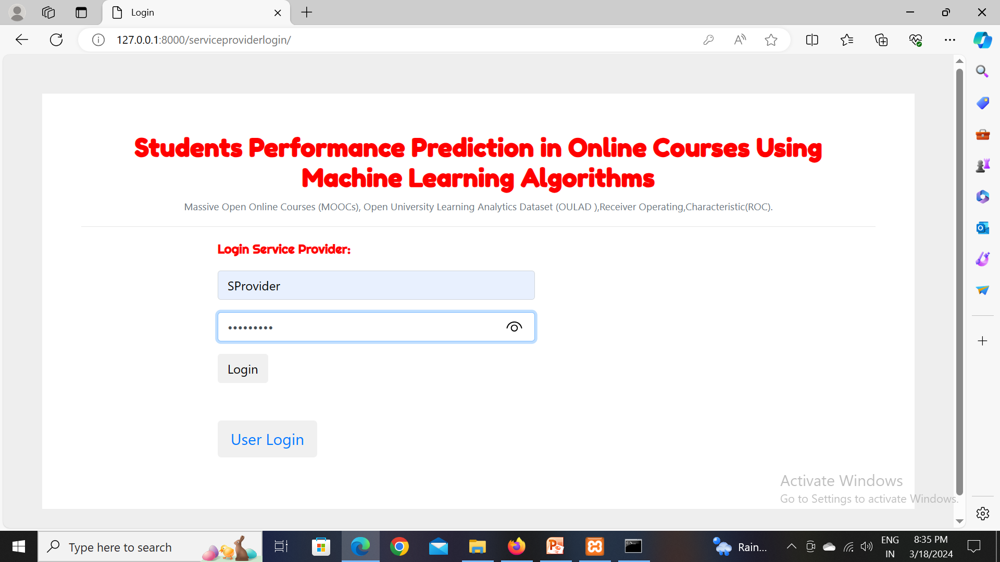 Login
127.0.0.1:8000/serviceproviderlogin/
Students Performance Prediction in Online Courses Using
Machine Learning Algorithms
Massive Open Online Courses (MOOCs), Open University Learning Analytics Dataset (OULAD ),Receiver Operating,Characteristic(ROC).
Login Service Provider:
SProvider
•••••••••
Login
User Login
Activate Windows
Go to Settings to activate Windows.
Type here to search
Rain...
ENG
IN
8:35 PM
3/18/2024